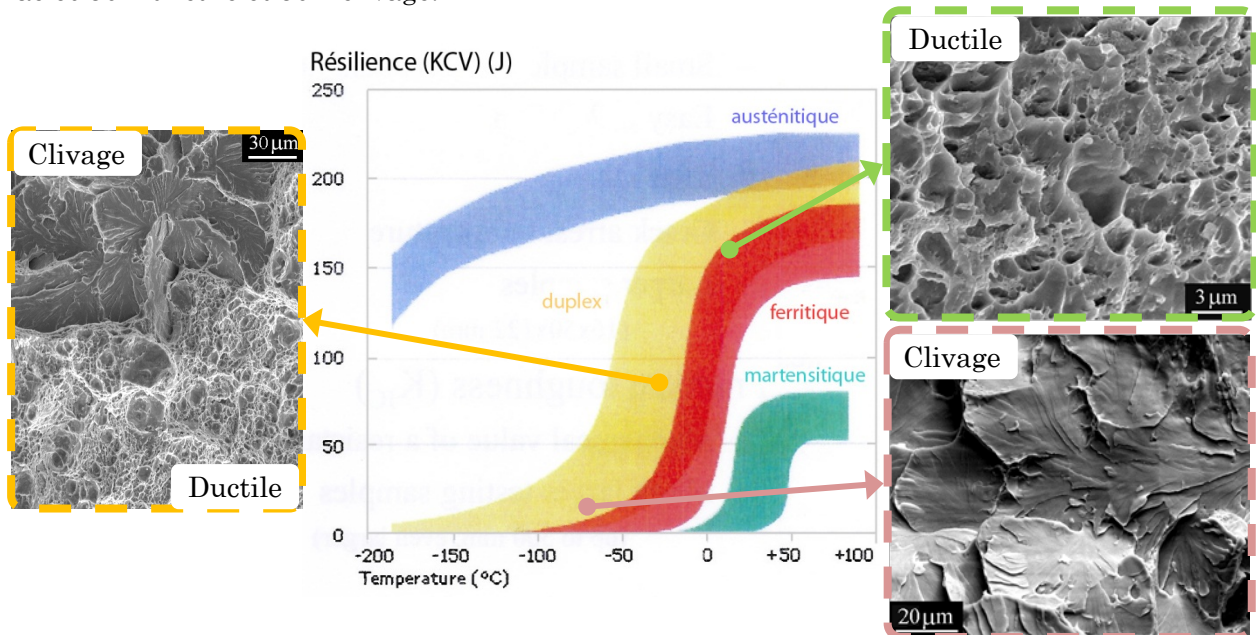 Ductile
Résilience (KCV) (J)
250
austénitique
30 µm
Clivage
200
150
duplex
3 µm
ferritique
Clivage
100
martensitique
50
Ductile
0
-200 -150 -100 -50 0 +50 +100
Temperature (ºC)
20 µm